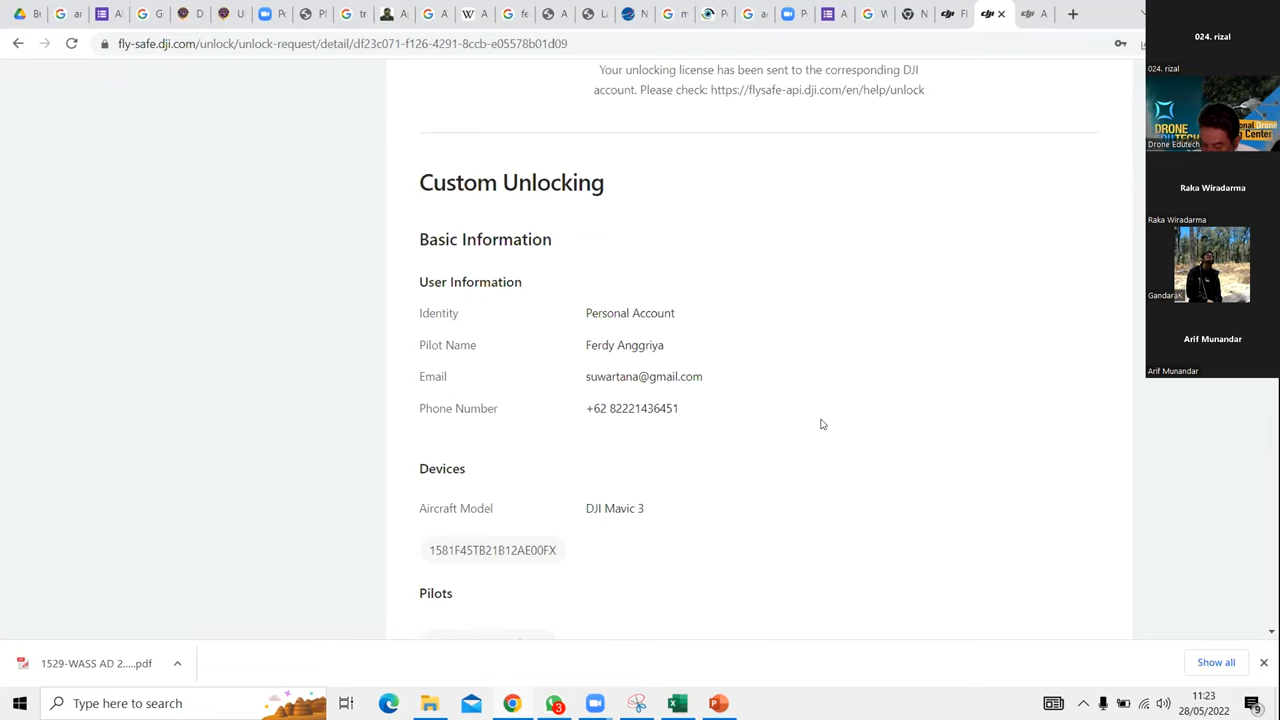 fly-safe.dji.com/unlock/unlock-request/detail/df23c071-f126-4291-8ccb-e05578b01d09
Your unlocking license has been sent to the corresponding DJI
account. Please check: https://flysafe-api.dji.com/en/help/unlock
Custom Unlocking
Basic Information
User Information
Identity Personal Account
Pilot Name Ferdy Anggriya
Email suwartana@gmail.com
Phone Number +62 82221436451
Devices
Aircraft Model DJI Mavic 3
1581F45TB21B12AE00FX
Pilots
024. rizal
024. rizal
DRONE
Drone Edutech
Raka Wiradarma
Raka Wiradarma
Arif Munandar
Arif Munandar
1529-WASS AD 2.....pdf
Show all
Type here to search
3
11:23
28/05/2022
9